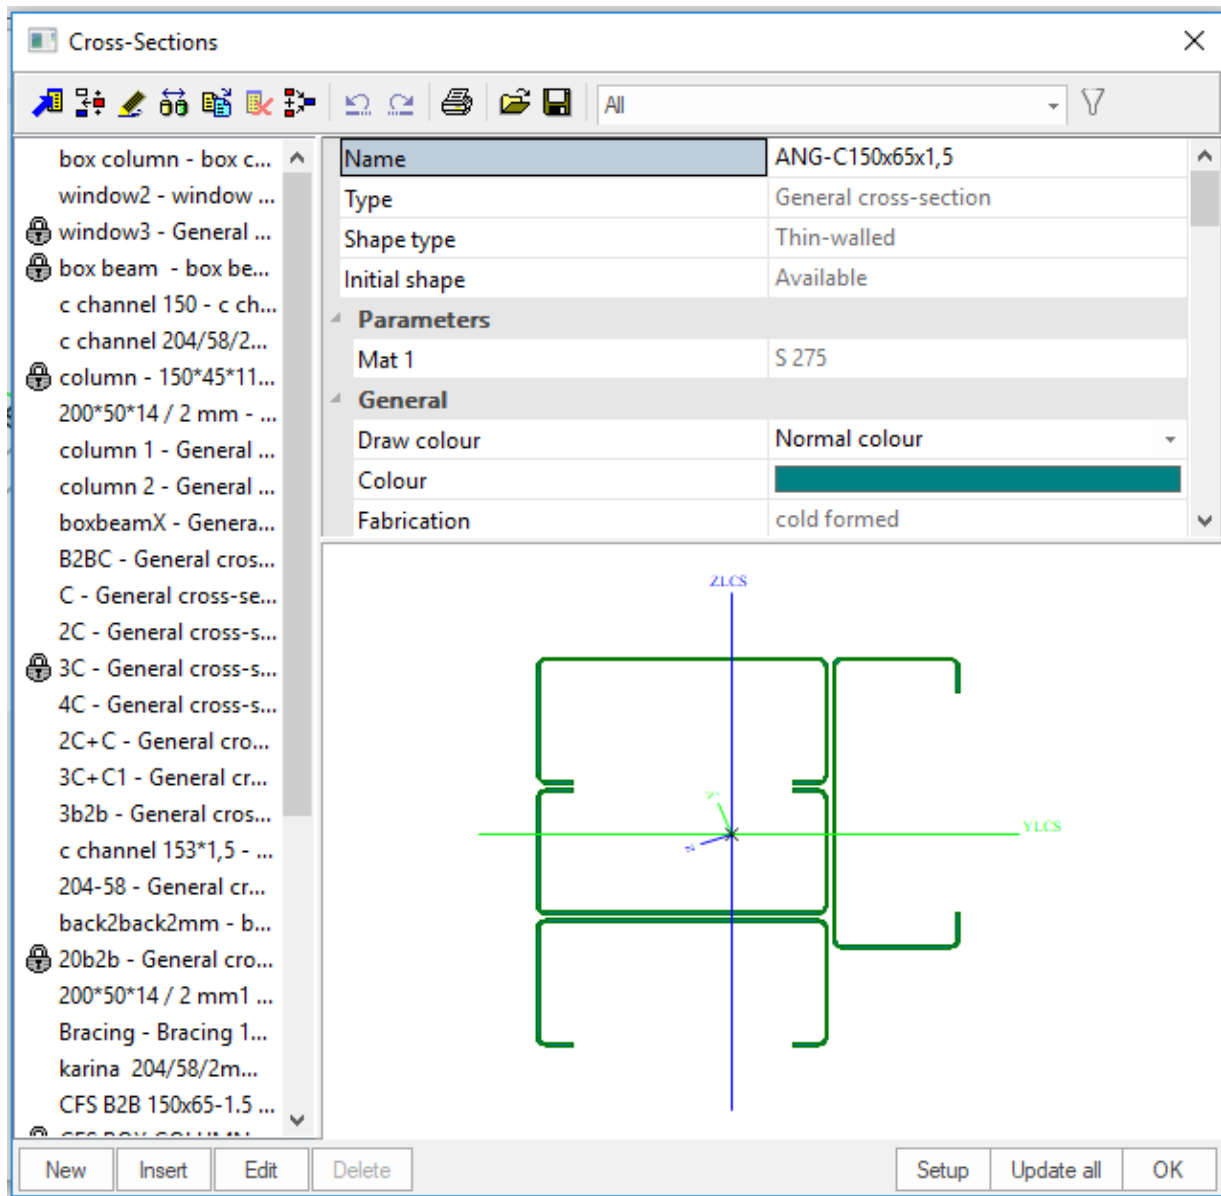 Cross-Sections
All
box column - box c...
window2 - window ...
window3 - General ...
box beam - box be...
c channel 150 - c ch...
c channel 204/58/2...
column - 150*45*11...
200*50*14 / 2 mm - ...
column 1 - General ...
column 2 - General ...
boxbeamX - Genera...
B2BC - General cros...
C - General cross-se...
2C - General cross-s...
3C - General cross-s...
4C - General cross-s...
2C+C - General cro...
3C+C1 - General cr...
3b2b - General cros...
c channel 153*1,5 - ...
204-58 - General cr...
back2back2mm - b...
20b2b - General cro...
200*50*14 / 2 mm1 ...
Bracing - Bracing 1...
karina 204/58/2m...
CFS B2B 150x65-1.5 ...
Name ANG-C150x65x1,5
Type General cross-section
Shape type Thin-walled
Initial shape Available
Parameters
Mat 1 S 275
General
Draw colour Normal colour
Colour
Fabrication cold formed
ZLCS
YLCS
New Insert Edit Delete Setup Update all OK